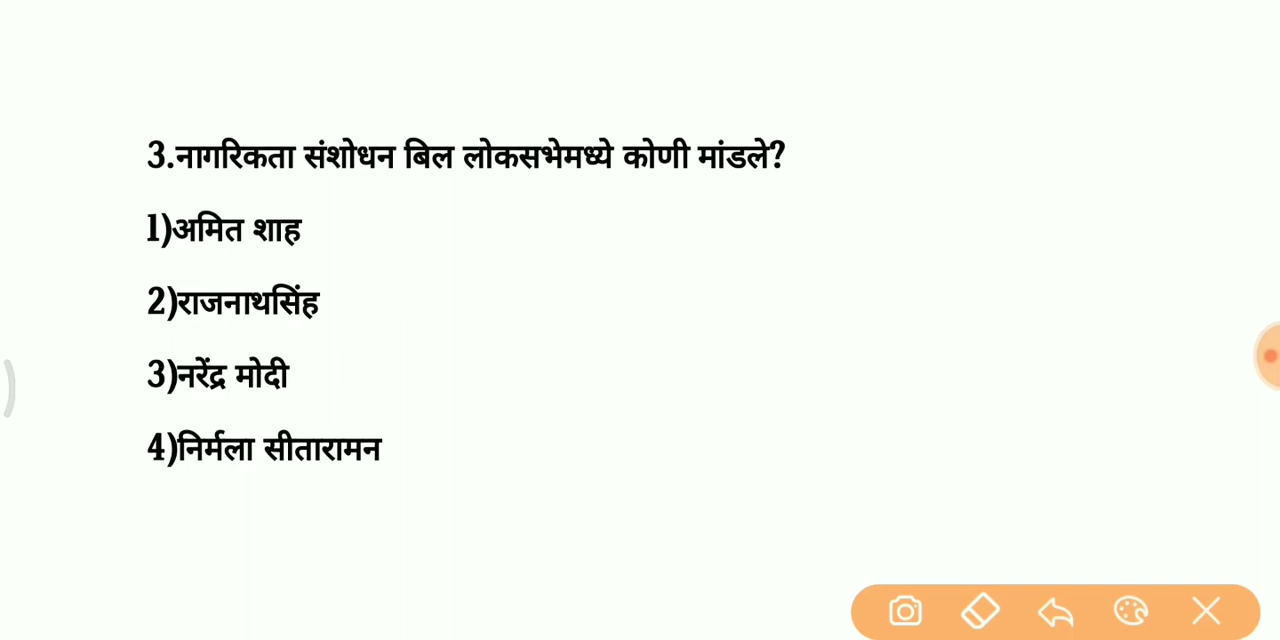 3.नागरिकता संशोधन बिल लोकसभेमध्ये कोणी मांडले?
1)अमित शाह
2)राजनाथसिंह
3)नरेंद्र मोदी
4)निर्मला सीतारामन